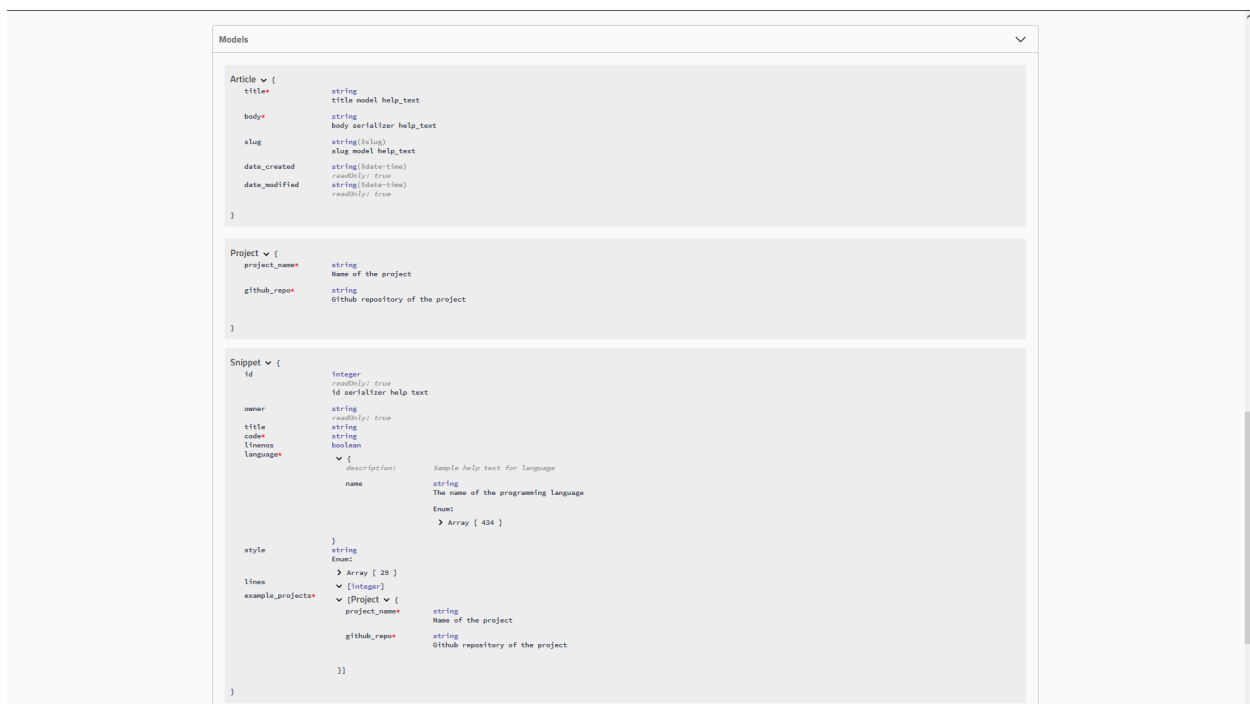 Models
Article {
title* string
title model help_text
body* string
body serializer help_text
slug string($slug)
slug model help_text
date_created string($date-time)
readOnly: true
date_modified string($date-time)
readOnly: true
}
Project {
project_name* string
Name of the project
github_repo* string
Github repository of the project
}
Snippet {
id integer
readOnly: true
id serializer help text
owner string
readOnly: true
title string
code* string
linenos boolean
language* {
description: Sample help text for language
name string
The name of the programming language
Enum:
Array [ 434 ]
}
style string
Enum:
Array [ 29 ]
lines [integer]
example_projects* [Project {
project_name* string
Name of the project
github_repo* string
Github repository of the project
}]
}